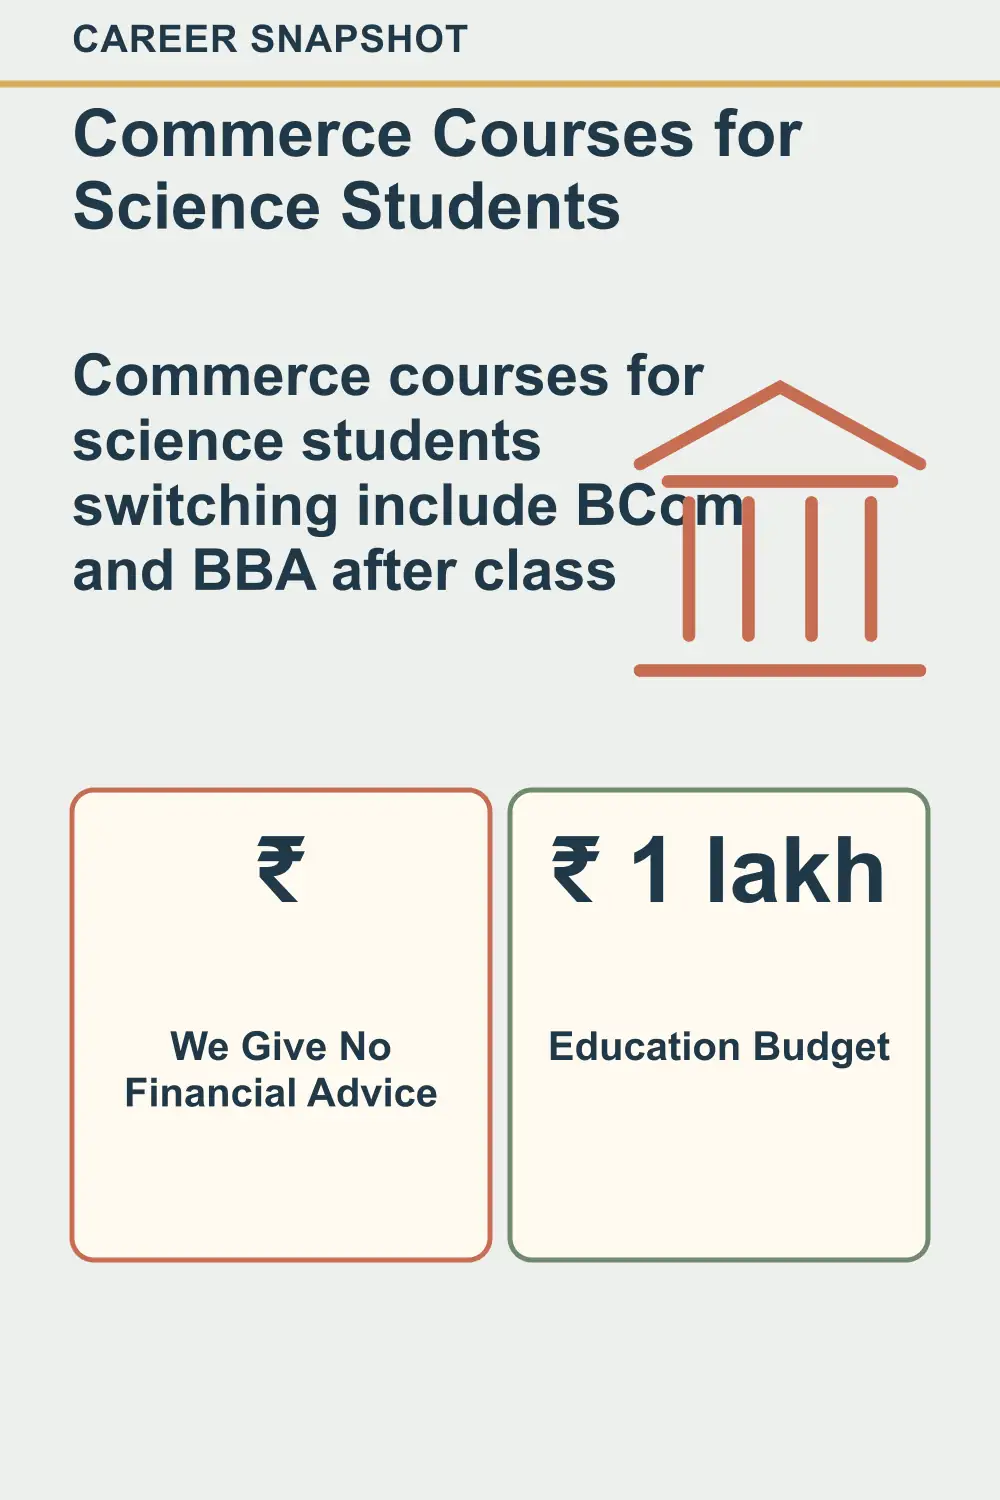 CAREER SNAPSHOT
Commerce Courses for
Science Students
Commerce courses for
science students
switching include BCom
and BBA after class
₹
₹ 1 lakh
We Give No
Financial Advice
Education Budget